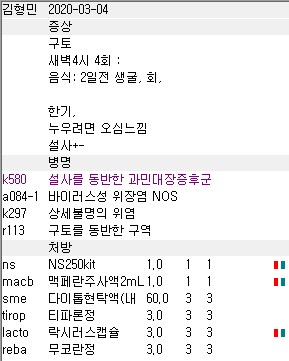 김형민 2020-03-04
증상
구토
새벽4시 4회 :
음식: 2일전 생굴, 회,
한기,
누우려면 오심느낌
설사+-
병명
k580 설사를 동반한 과민대장증후군
a084-1 바이러스성 위장염 NOS
k297 상세불명의 위염
r113 구토를 동반한 구역
처방
ns NS250kit 1.0 1 1
macb 맥페란주사액2mL 1.0 1 1
sme 다이톱현탁액(내 60.0 3 3
tirop 티파론정 3.0 3 3
lacto 락시러스캡슐 3.0 3 3
reba 무코란정 3.0 3 3